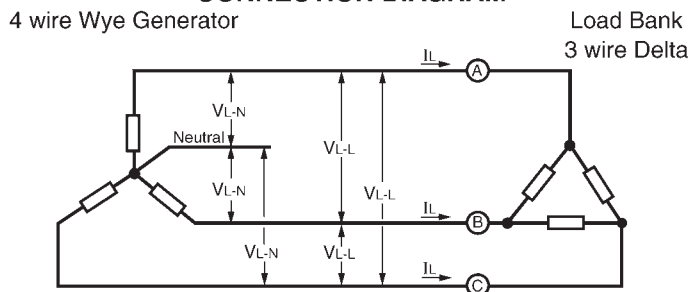 4 wire Wye Generator
Load Bank
3 wire Delta
IL
A
VL-N
Neutral
VL-L
VL-N
VL-L
IL
B
VL-N
VL-L
IL
C